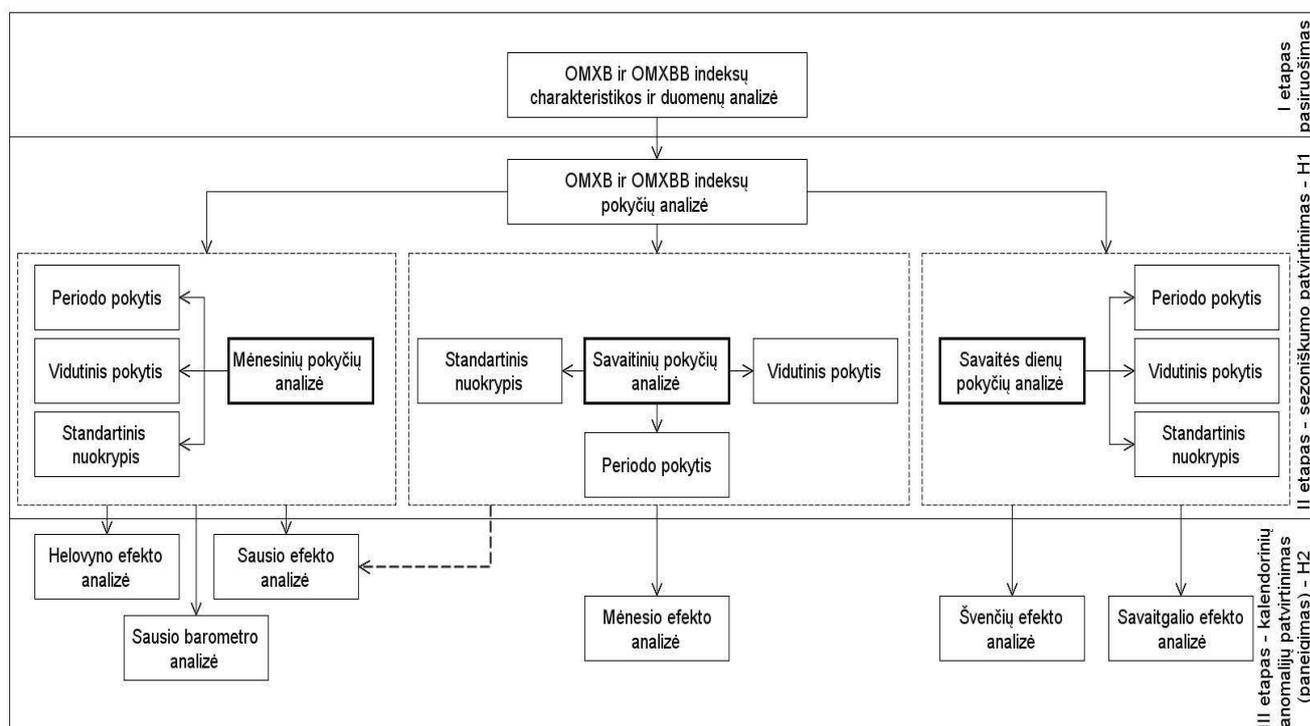 OMXB ir OMXBB indeksų
charakteristikos ir duomenų analizė
I etapas
pasiruošimas
OMXB ir OMXBB indeksų
pokyčių analizė
II etapas - sezoniškumo patvirtinimas - H1
Periodo pokytis
Vidutinis pokytis
Standartinis
nuokrypis
Mėnesinių pokyčių
analizė
Standartinis
nuokrypis
Savaitinių pokyčių
analizė
Vidutinis pokytis
Periodo pokytis
Savaitės dienų
pokyčių analizė
Periodo pokytis
Vidutinis pokytis
Standartinis
nuokrypis
Helovyno efekto
analizė
Sausio efekto
analizė
Sausio barometro
analizė
Mėnesio efekto
analizė
Švenčių efekto
analizė
Savaitgalio efekto
analizė
III etapas - kalendorinių
anomalijų patvirtinimas
(paneigimas) - H2